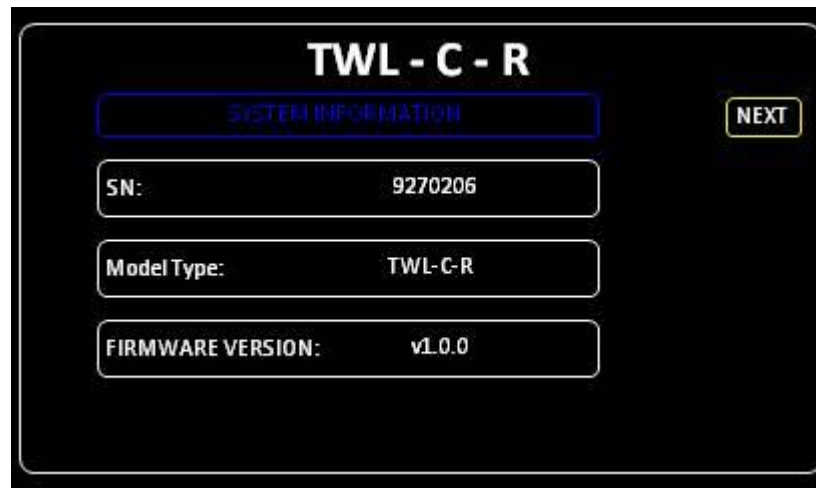 TWL - C - R
SYSTEM INFORMATION
NEXT
SN: 9270206
Model Type: TWL-C-R
FIRMWARE VERSION: v1.0.0